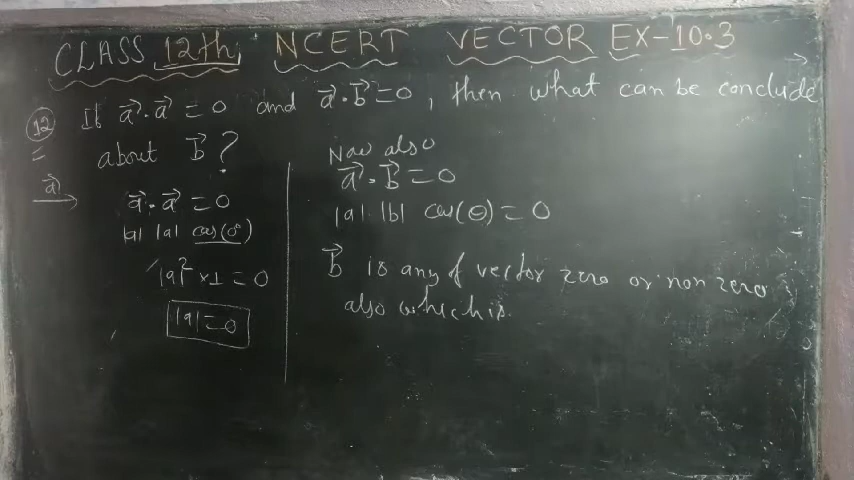 CLASS 12th NCERT VECTOR EX-10.3
(12) If a⃗.a⃗ = 0 and a⃗.b⃗ = 0, then what can be conclude
about b⃗?
a⃗
a⃗.a⃗ = 0
|a| |a| cos(0°)
|a|² × 1 = 0
|a| = 0
Now also
a⃗.b⃗ = 0
|a| |b| cos(θ) = 0
b⃗ is any of vector zero or non zero
also which is